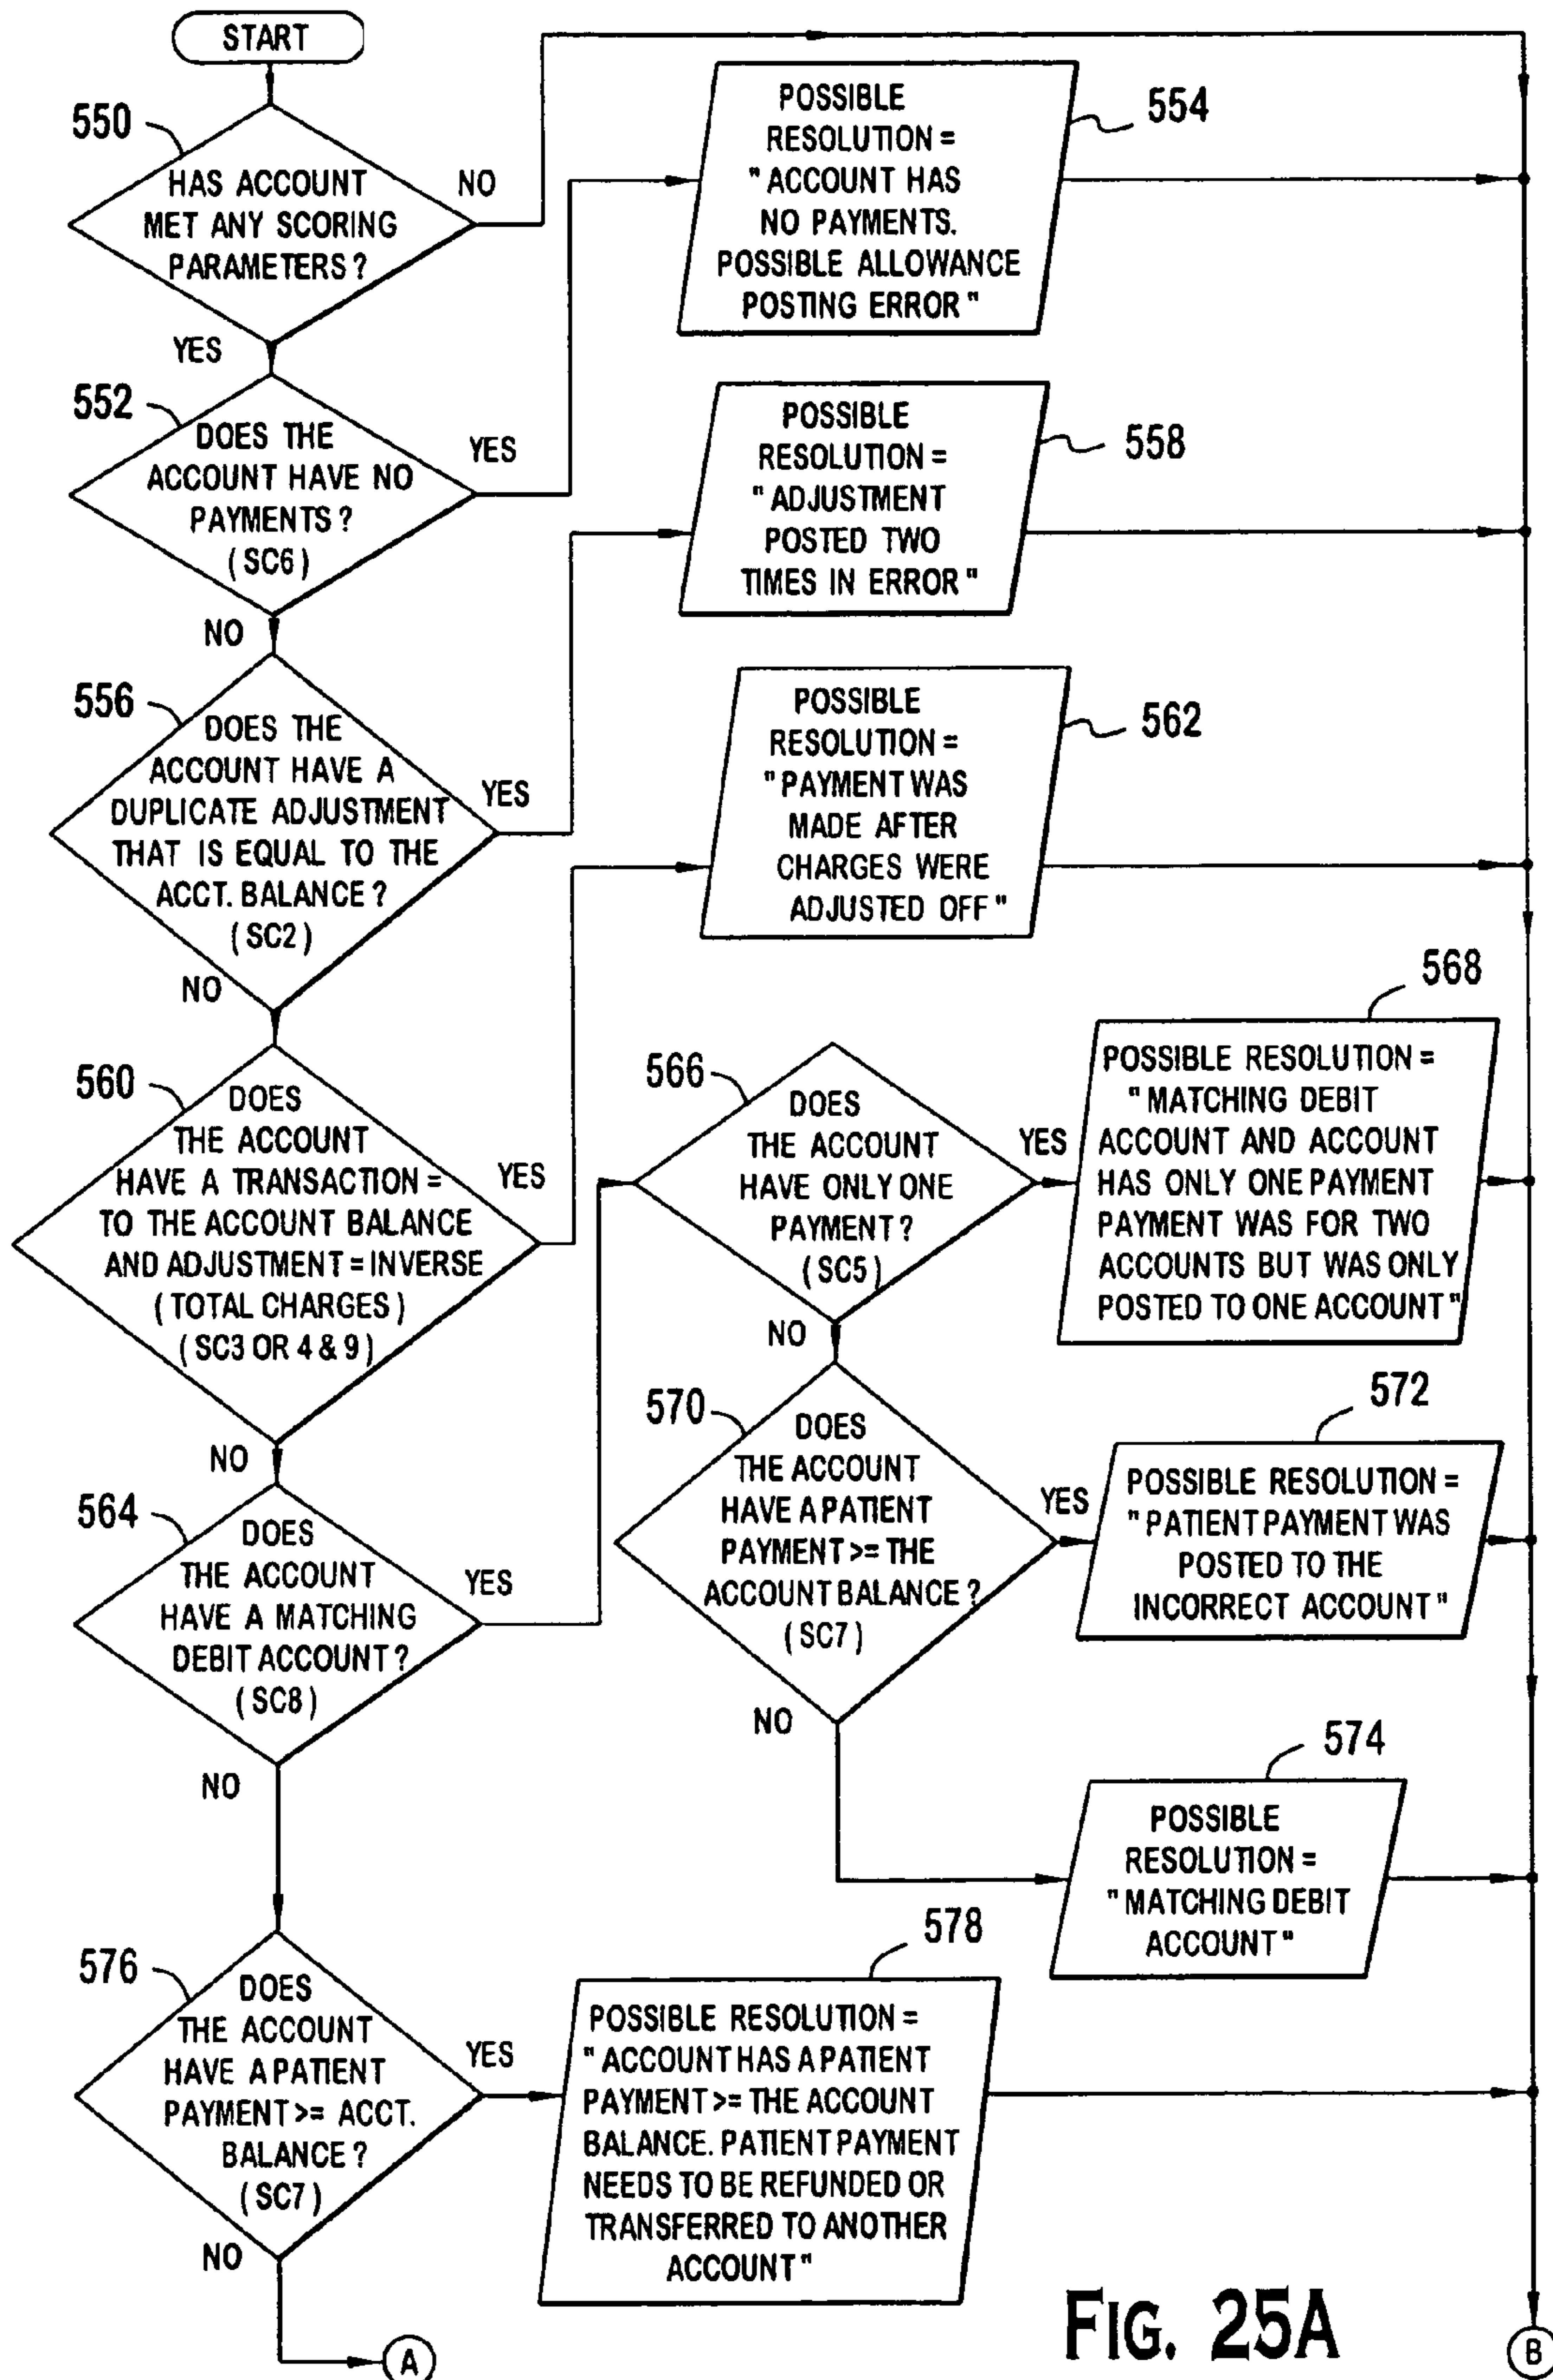 START
550
HAS ACCOUNT
MET ANY SCORING
PARAMETERS?
NO
YES
POSSIBLE
RESOLUTION =
" ACCOUNT HAS
NO PAYMENTS.
POSSIBLE ALLOWANCE
POSTING ERROR "
554
552
DOES THE
ACCOUNT HAVE NO
PAYMENTS ?
( SC6 )
YES
NO
POSSIBLE
RESOLUTION =
" ADJUSTMENT
POSTED TWO
TIMES IN ERROR "
558
556
DOES THE
ACCOUNT HAVE A
DUPLICATE ADJUSTMENT
THAT IS EQUAL TO THE
ACCT. BALANCE ?
( SC2 )
YES
NO
POSSIBLE
RESOLUTION =
" PAYMENT WAS
MADE AFTER
CHARGES WERE
ADJUSTED OFF "
562
560
DOES
THE ACCOUNT
HAVE A TRANSACTION =
TO THE ACCOUNT BALANCE
AND ADJUSTMENT = INVERSE
( TOTAL CHARGES )
( SC3 OR 4 & 9 )
YES
NO
566
DOES
THE ACCOUNT
HAVE ONLY ONE
PAYMENT ?
( SC5 )
YES
NO
568
POSSIBLE RESOLUTION =
" MATCHING DEBIT
ACCOUNT AND ACCOUNT
HAS ONLY ONE PAYMENT
PAYMENT WAS FOR TWO
ACCOUNTS BUT WAS ONLY
POSTED TO ONE ACCOUNT "
564
DOES
THE ACCOUNT
HAVE A MATCHING
DEBIT ACCOUNT ?
( SC8 )
YES
NO
570
DOES
THE ACCOUNT
HAVE A PATIENT
PAYMENT >= THE
ACCOUNT BALANCE ?
( SC7 )
YES
NO
572
POSSIBLE RESOLUTION =
" PATIENT PAYMENT WAS
POSTED TO THE
INCORRECT ACCOUNT "
574
POSSIBLE
RESOLUTION =
" MATCHING DEBIT
ACCOUNT "
576
DOES
THE ACCOUNT
HAVE A PATIENT
PAYMENT >= ACCT.
BALANCE ?
( SC7 )
YES
NO
578
POSSIBLE RESOLUTION =
" ACCOUNT HAS A PATIENT
PAYMENT >= THE ACCOUNT
BALANCE. PATIENT PAYMENT
NEEDS TO BE REFUNDED OR
TRANSFERRED TO ANOTHER
ACCOUNT "
A
B
FIG. 25A